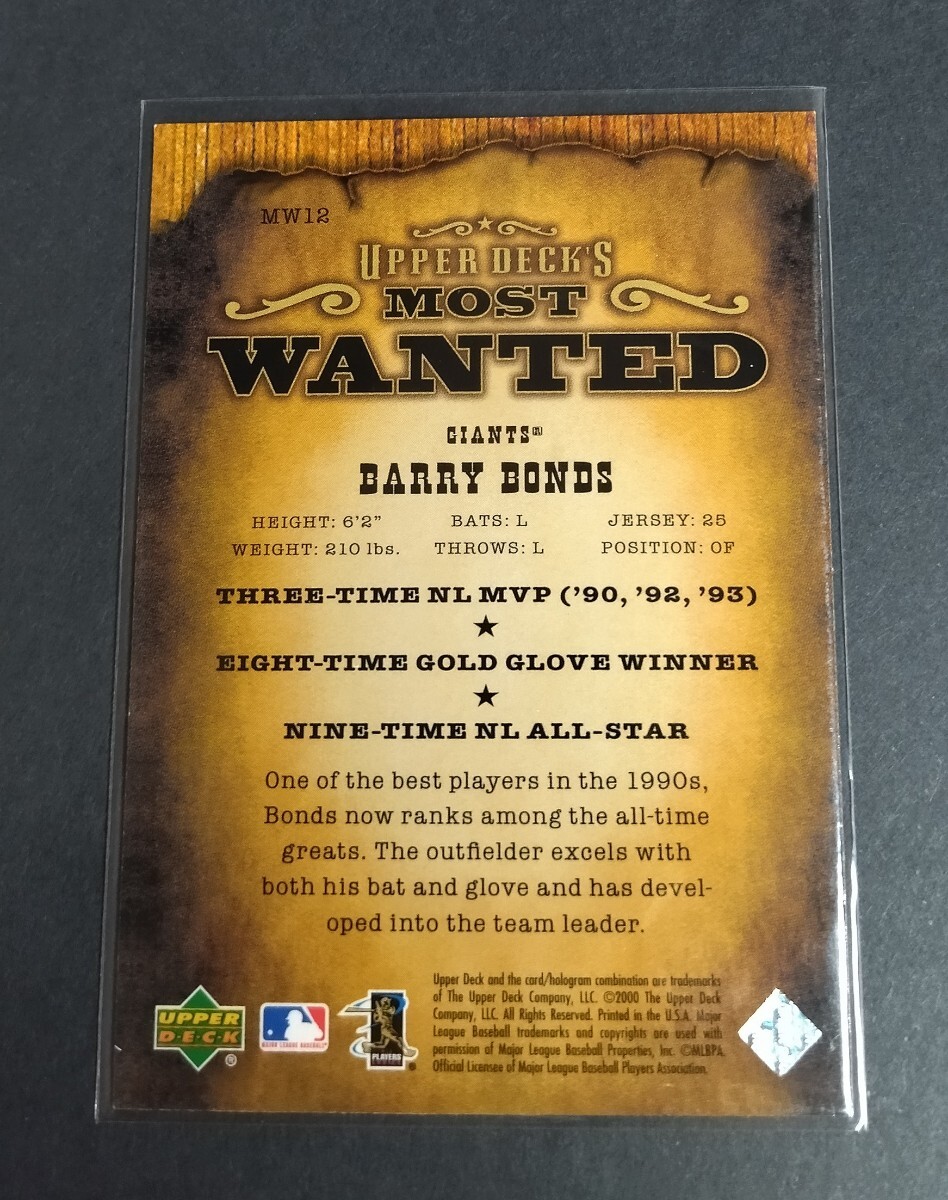 MW12
UPPER DECK'S
MOST
WANTED
GIANTS™
BARRY BONDS
HEIGHT: 6'2" BATS: L JERSEY: 25
WEIGHT: 210 lbs. THROWS: L POSITION: OF
THREE-TIME NL MVP ('90, '92, '93)
★
EIGHT-TIME GOLD GLOVE WINNER
★
NINE-TIME NL ALL-STAR
One of the best players in the 1990s,
Bonds now ranks among the all-time
greats. The outfielder excels with
both his bat and glove and has devel-
oped into the team leader.
Upper Deck and the card/hologram combination are trademarks
of The Upper Deck Company, LLC. ©2000 The Upper Deck
Company, LLC. All Rights Reserved. Printed in the U.S.A. Major
League Baseball trademarks and copyrights are used with
permission of Major League Baseball Properties, Inc. ©MLBPA.
Official Licensee of Major League Baseball Players Association.
UPPER
DECK®
MAJOR LEAGUE BASEBALL
PLAYERS